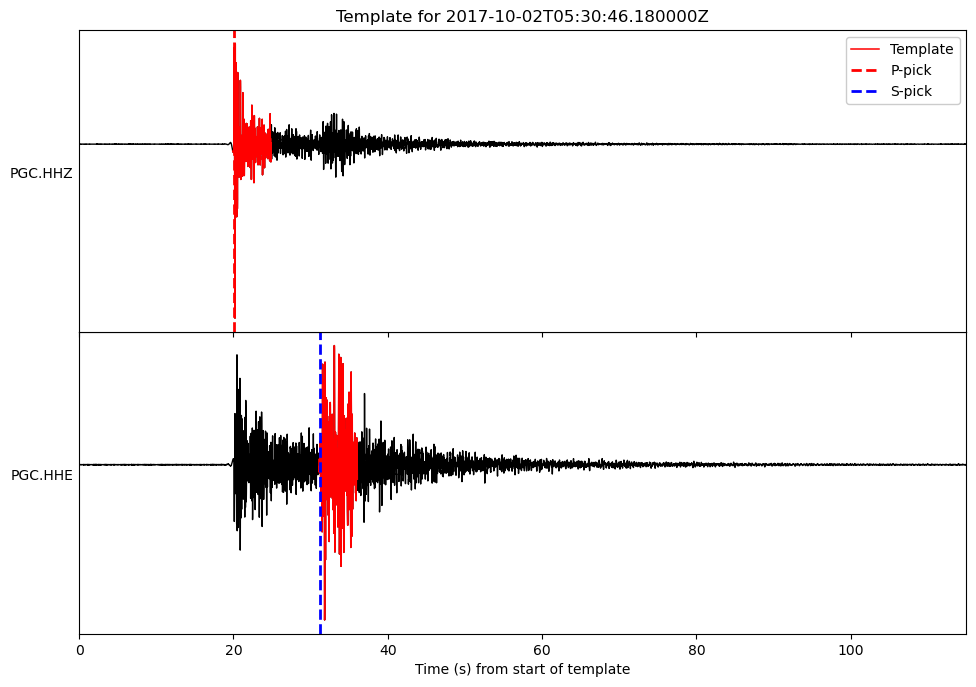 Template for 2017-10-02T05:30:46.180000Z
Template
P-pick
S-pick
PGC.HHZ
PGC.HHE
0 20 40 60 80 100
Time (s) from start of template